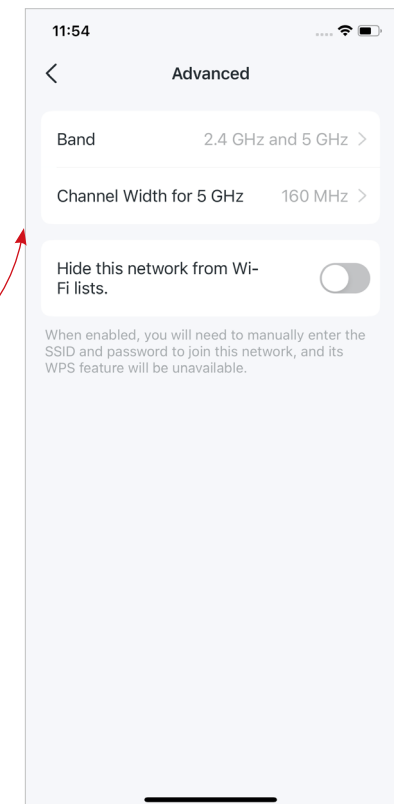 11:54
Advanced
Band 2.4 GHz and 5 GHz
Channel Width for 5 GHz 160 MHz
Hide this network from Wi-
Fi lists.
When enabled, you will need to manually enter the
SSID and password to join this network, and its
WPS feature will be unavailable.